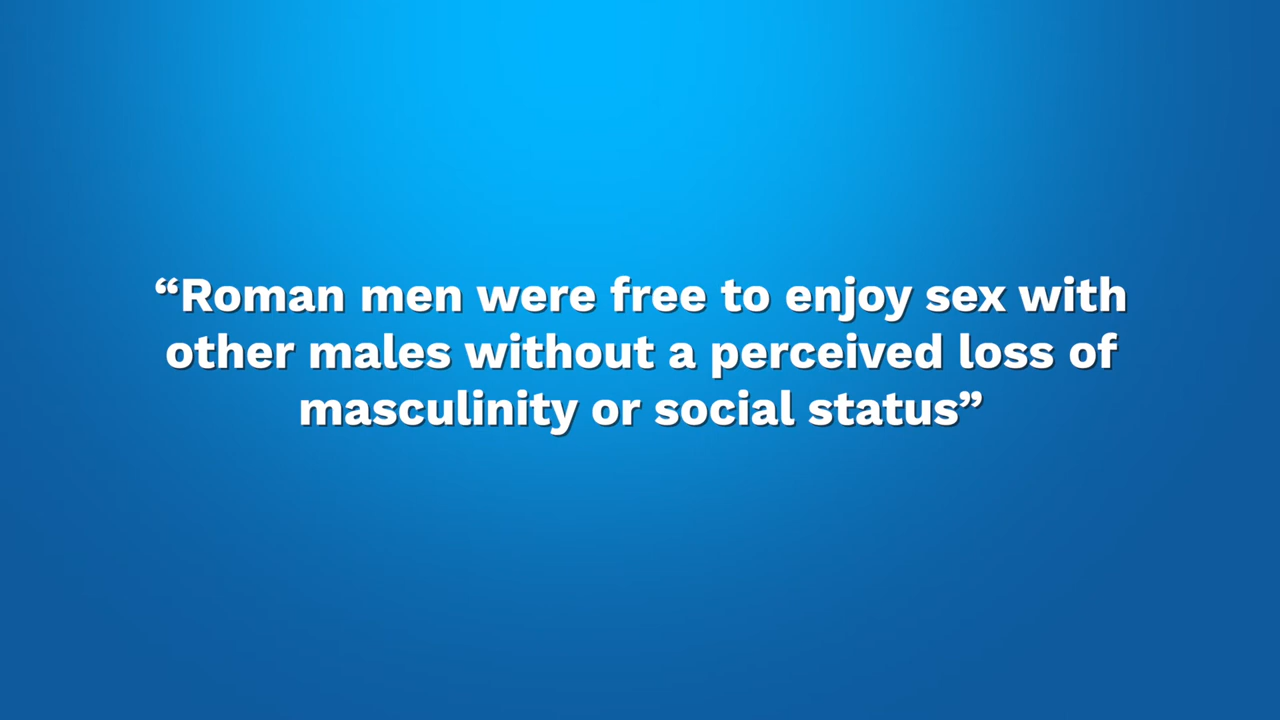 “Roman men were free to enjoy sex with
other males without a perceived loss of
masculinity or social status”